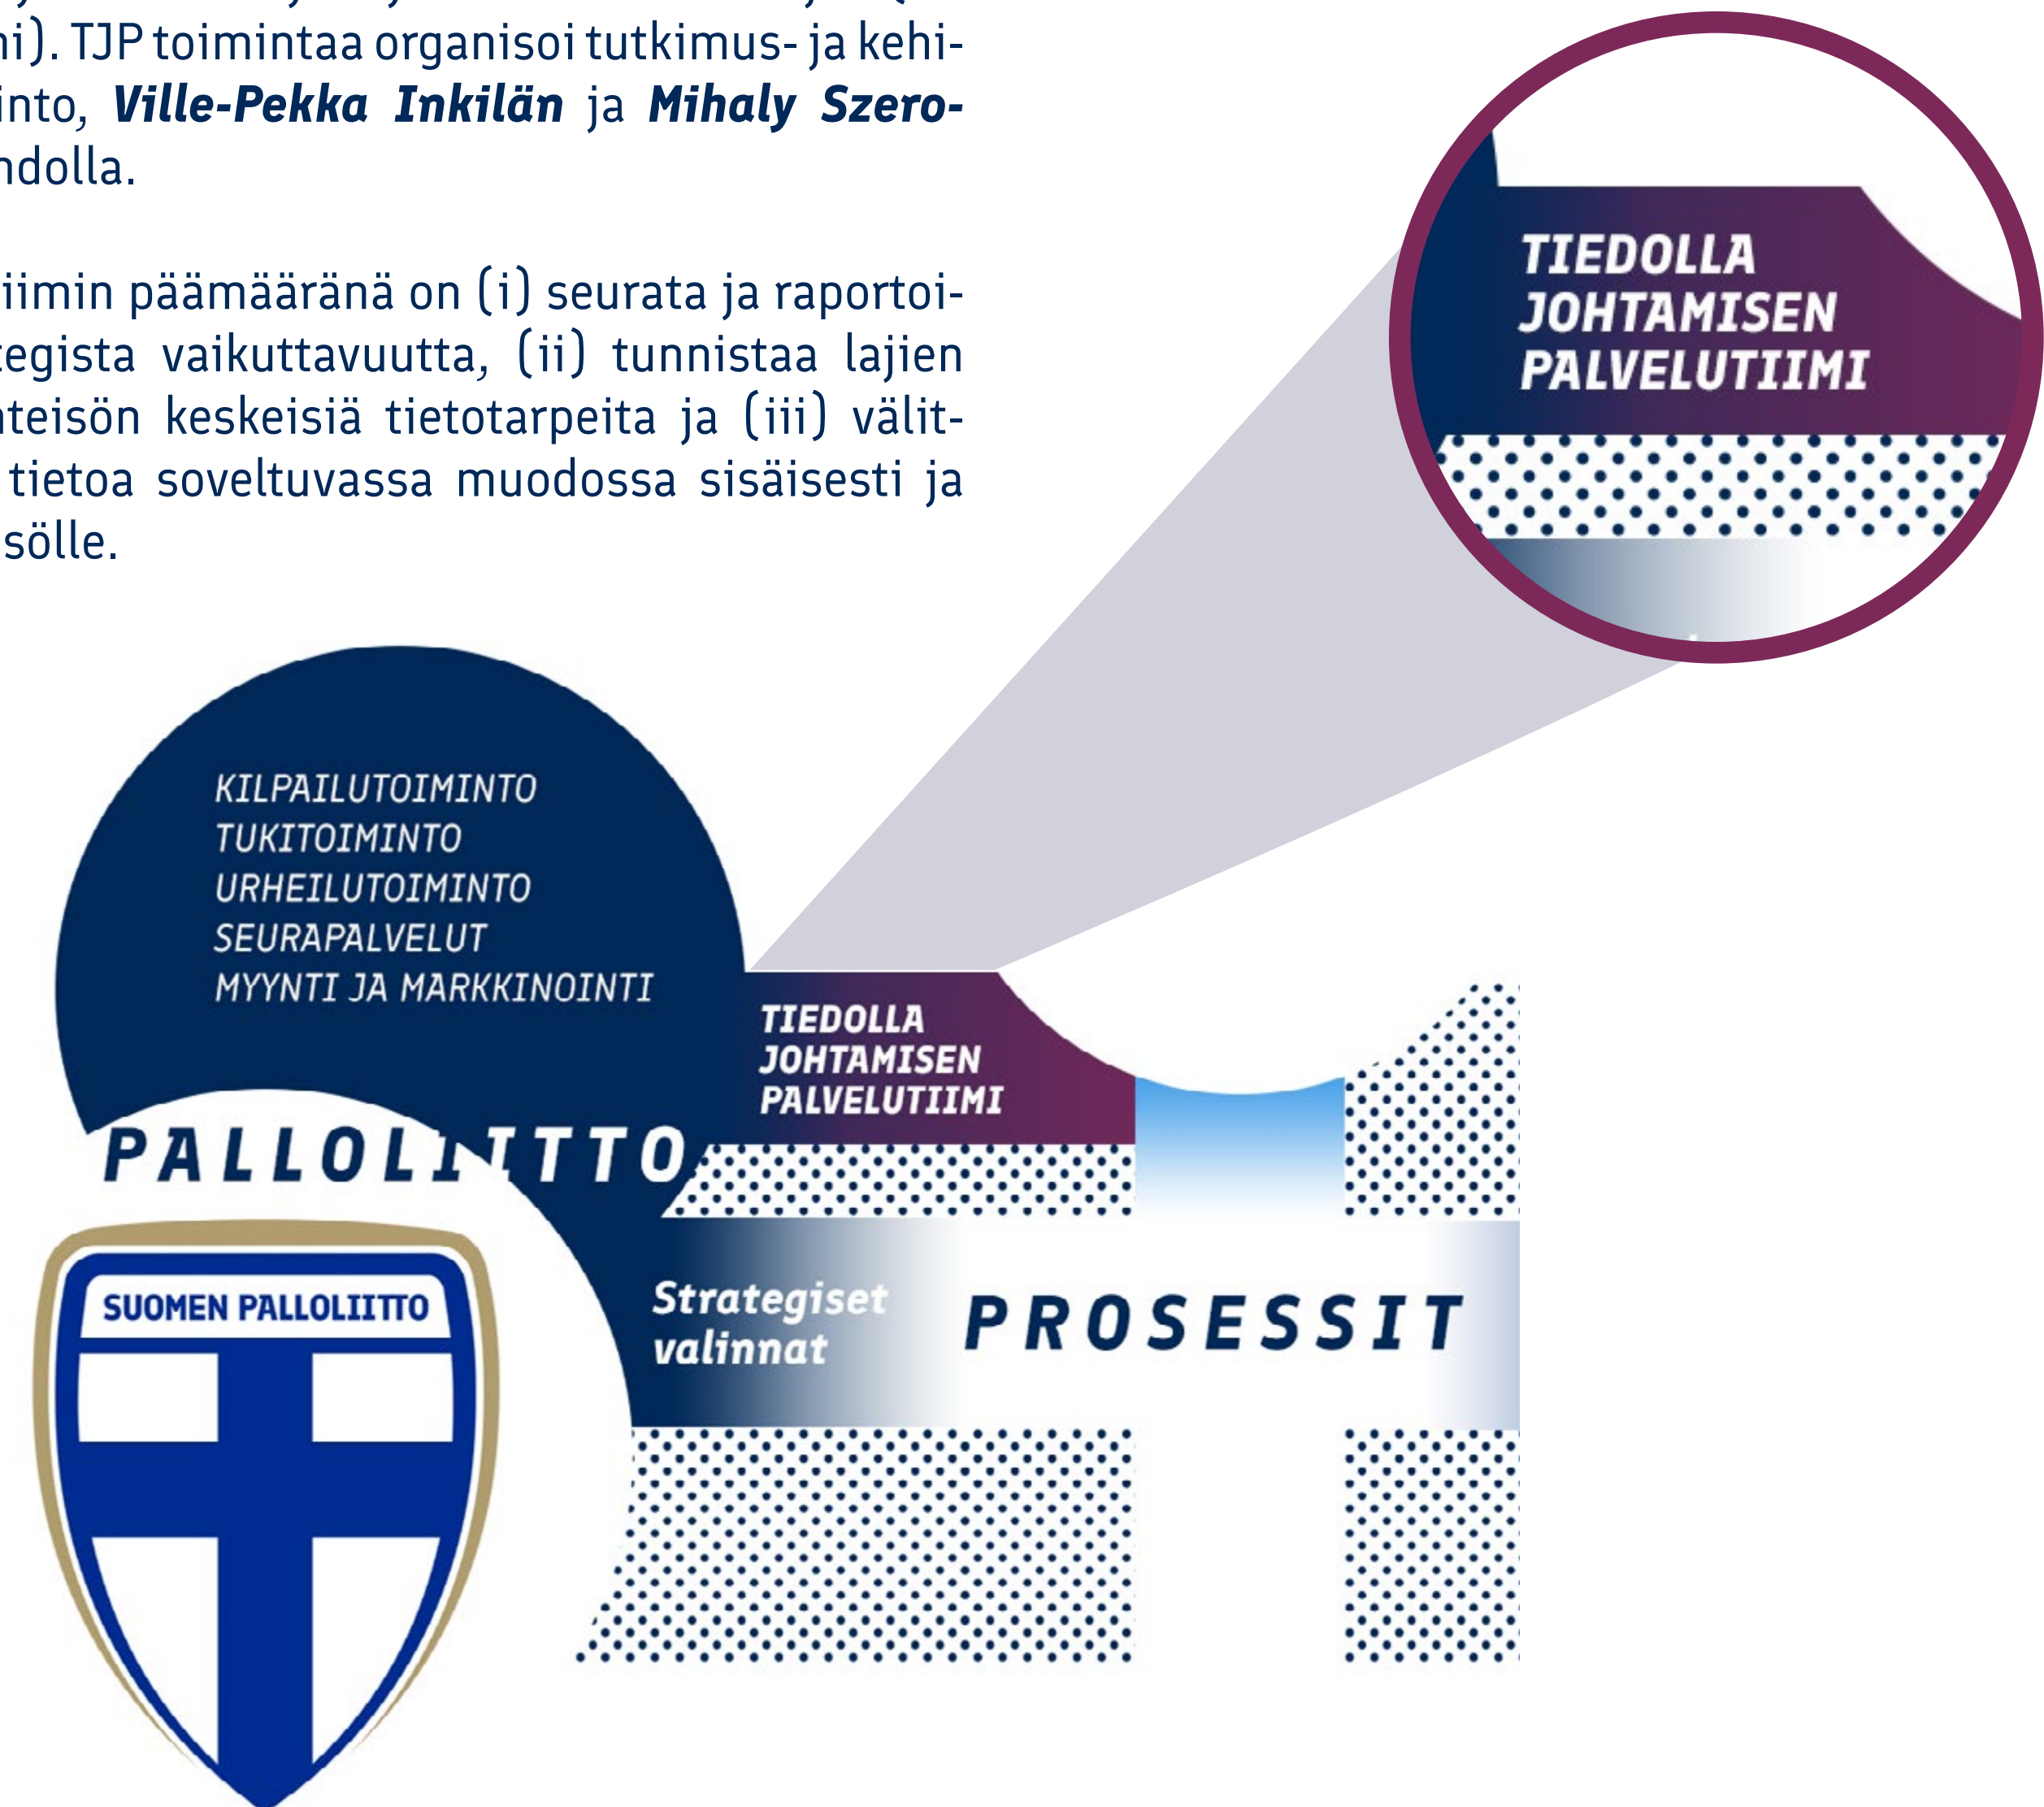 ni). TJP toimintaa organisoi tutkimus- ja kehi-
into, Ville-Pekka Inkilän ja Mihaly Szero-
ndolla.
iimin päämääränä on (i) seurata ja raportoi-
tegista vaikuttavuutta, (ii) tunnistaa lajien
hteisön keskeisiä tietotarpeita ja (iii) välit-
tietoa soveltuvassa muodossa sisäisesti ja
sölle.
TIEDOLLA
JOHTAMISEN
PALVELUTIIMI
KILPAILUTOIMINTO
TUKITOIMINTO
URHEILUTOIMINTO
SEURAPALVELUT
MYYNTI JA MARKKINOINTI
TIEDOLLA
JOHTAMISEN
PALVELUTIIMI
PALLOLIITTO
SUOMEN PALLOLIITTO
Strategiset
valinnat
PROSESSIT